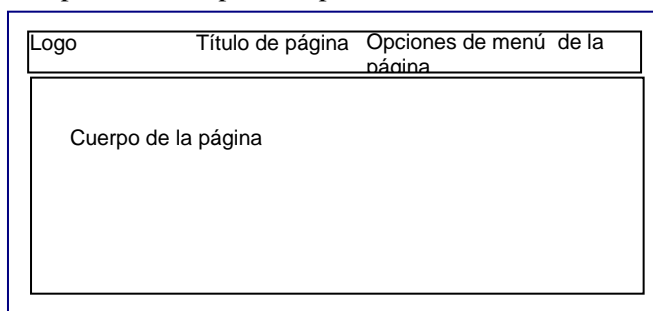 Logo Título de página Opciones de menú de la
página
Cuerpo de la página